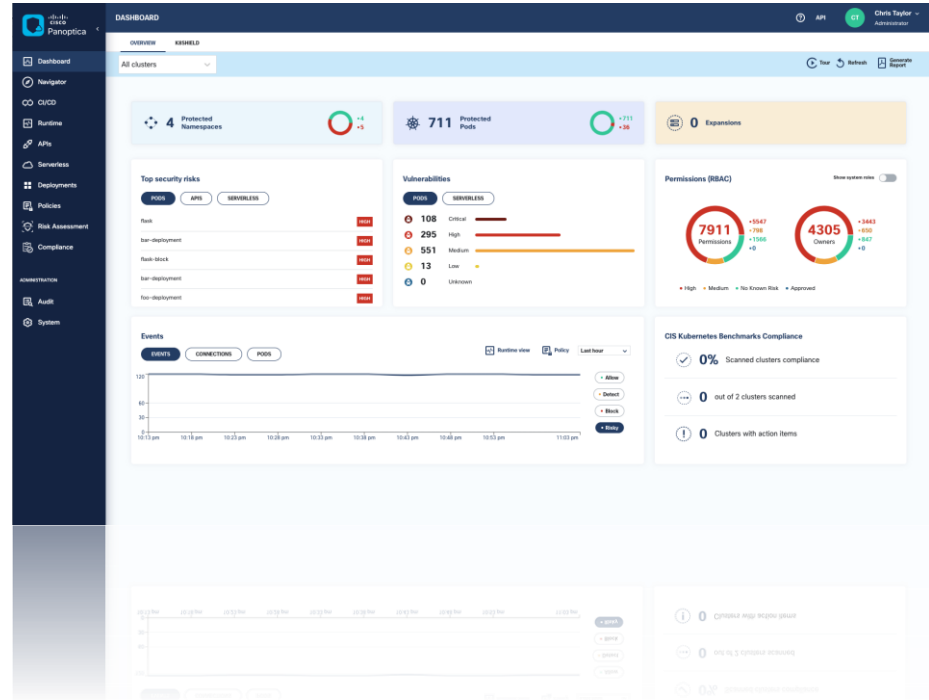 CISCO
Panoptica
DASHBOARD
API
CT
Chris Taylor
Administrator
OVERVIEW K8SHIELD
All clusters
Tour Refresh Generate Report
Dashboard
Navigator
CI/CD
Runtime
APIs
Serverless
Deployments
Policies
Risk Assessment
Compliance
ADMINISTRATION
Audit
System
4 Protected Namespaces
4
5
711 Protected Pods
711
36
0 Expansions
Top security risks
PODS APIS SERVERLESS
flask HIGH
bar-deployment HIGH
flask-block HIGH
bar-deployment HIGH
foo-deployment HIGH
Vulnerabilities
PODS SERVERLESS
108 Critical
295 High
551 Medium
13 Low
0 Unknown
Permissions (RBAC)
Show system roles
7911
Permissions
5547
798
1566
0
4305
Owners
3443
650
847
0
High Medium No Known Risk Approved
Events
EVENTS CONNECTIONS PODS
Runtime view Policy Last hour
120
60
30
0
10:13 pm 10:18 pm 10:23 pm 10:28 pm 10:33 pm 10:38 pm 10:43 pm 10:48 pm 10:53 pm 11:03 pm
Allow
Detect
Block
Risky
CIS Kubernetes Benchmarks Compliance
0% Scanned clusters compliance
0 out of 2 clusters scanned
0 Clusters with action items